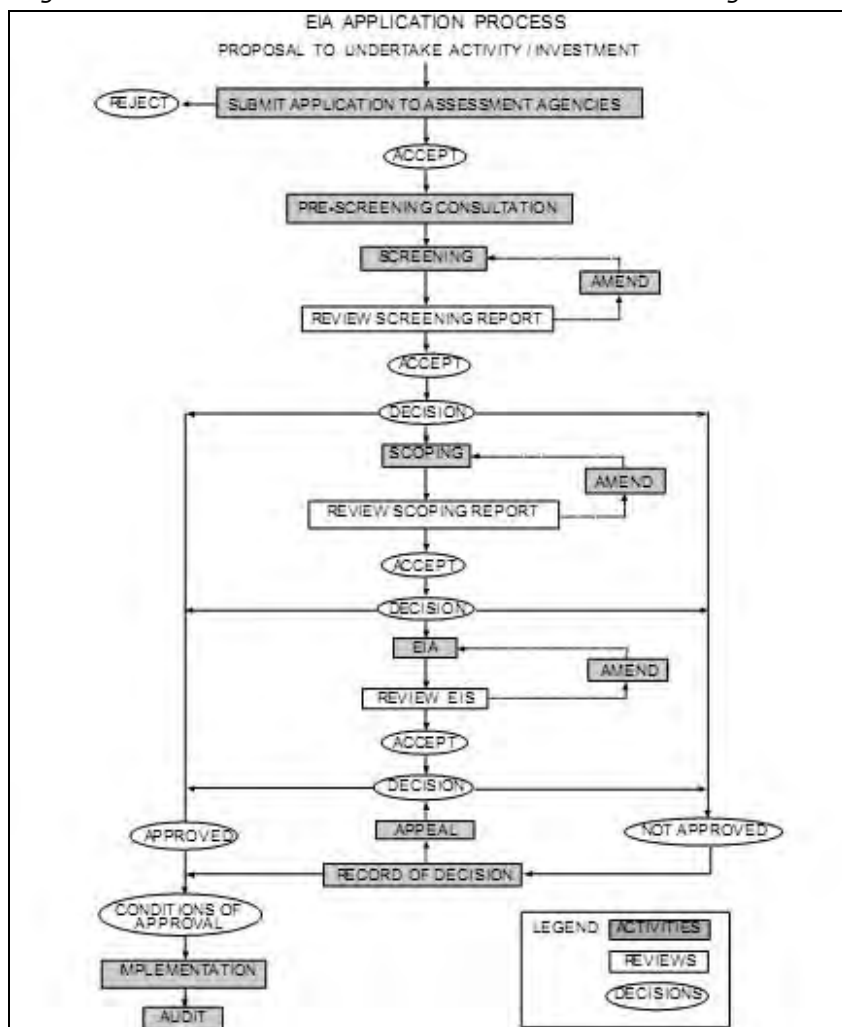 EIA APPLICATION PROCESS
PROPOSAL TO UNDERTAKE ACTIVITY / INVESTMENT
REJECT
SUBMIT APPLICATION TO ASSESSMENT AGENCIES
ACCEPT
PRE-SCREENING CONSULTATION
SCREENING
AMEND
REVIEW SCREENING REPORT
ACCEPT
DECISION
SCOPING
AMEND
REVIEW SCOPING REPORT
ACCEPT
DECISION
EIA
AMEND
REVIEW EIS
ACCEPT
DECISION
APPROVED
APPEAL
NOT APPROVED
RECORD OF DECISION
CONDITIONS OF
APPROVAL
LEGEND ACTIVITIES
REVIEWS
DECISIONS
IMPLEMENTATION
AUDIT